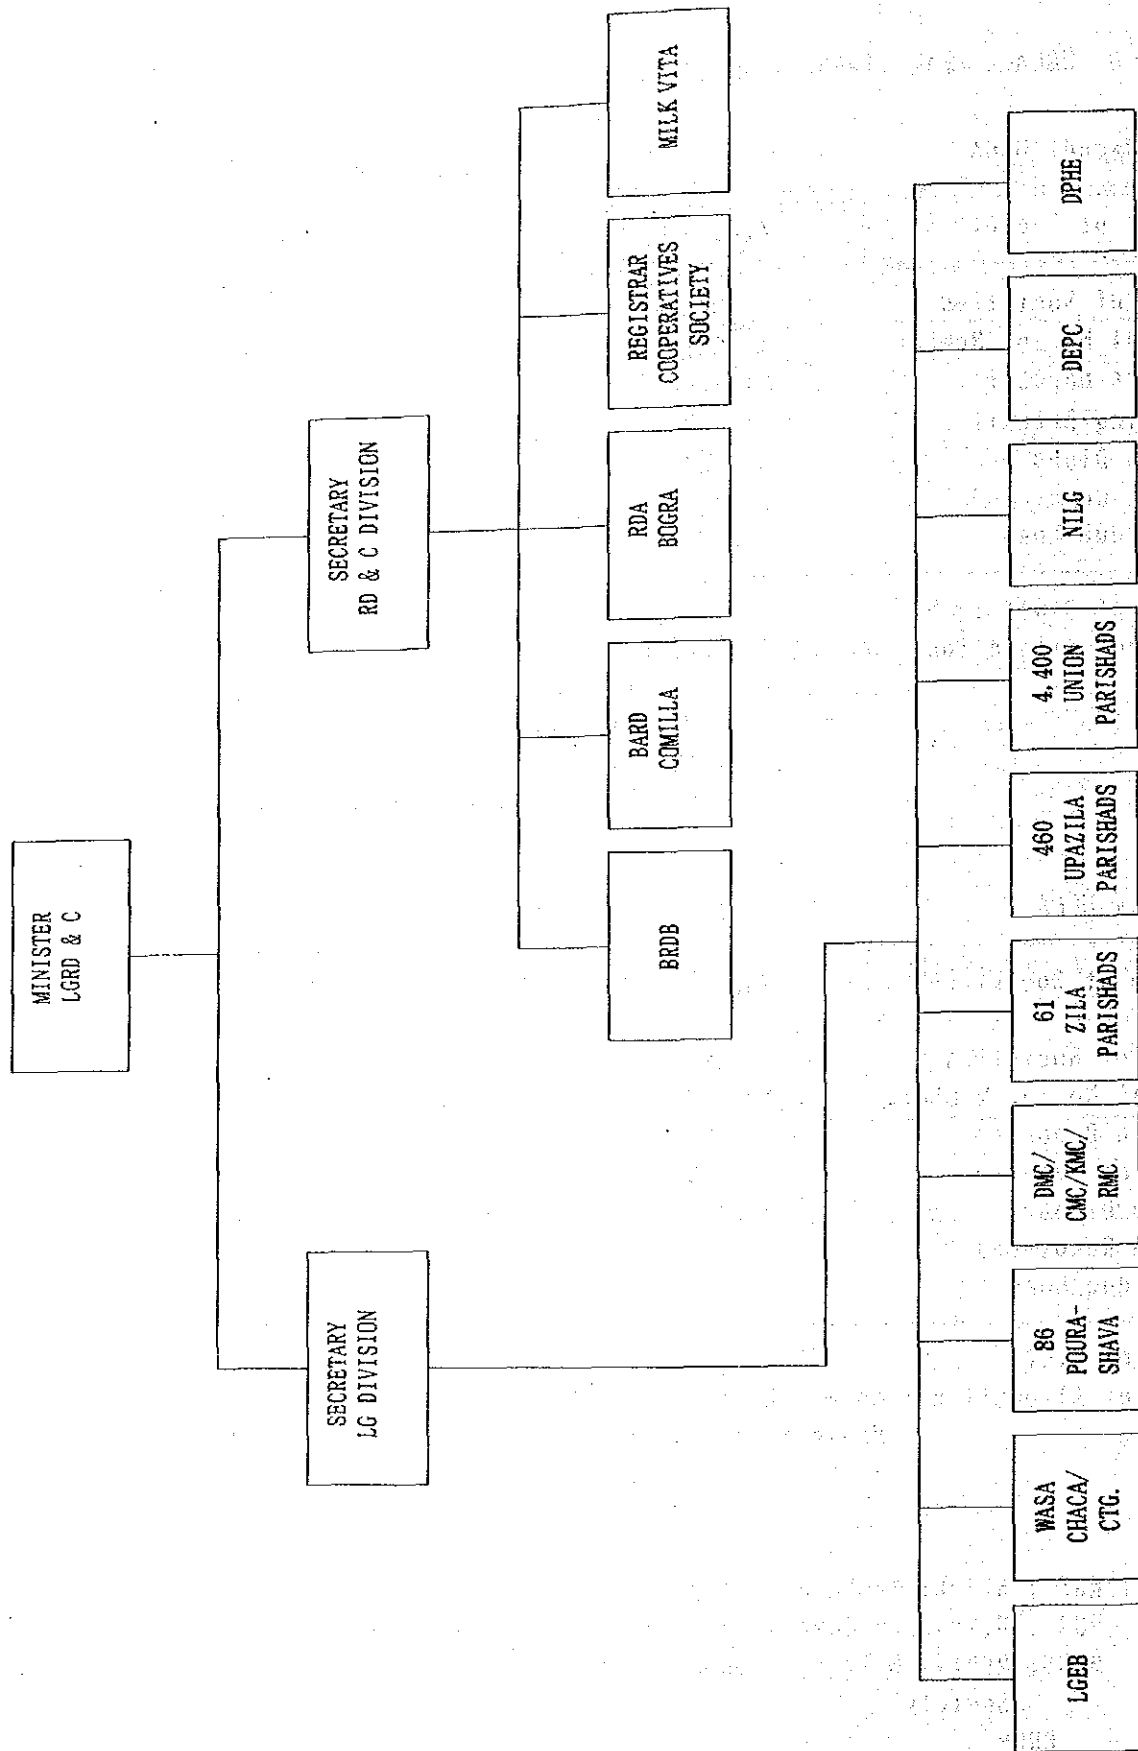 MINISTER
LGRD & C
SECRETARY
LG DIVISION
SECRETARY
RD & C DIVISION
BRDB
BARD
COMILLA
RDA
BOGRA
REGISTRAR
COOPERATIVES
SOCIETY
MILK VITA
LGEB
WASA
CHACA/
CTG.
86
POURA-
SHAVA
DMC/
CMC/KMC/
RMC
61
ZILA
PARISHADS
460
UPAZILA
PARISHADS
4,400
UNION
PARISHADS
NILG
DEPC
DPHE